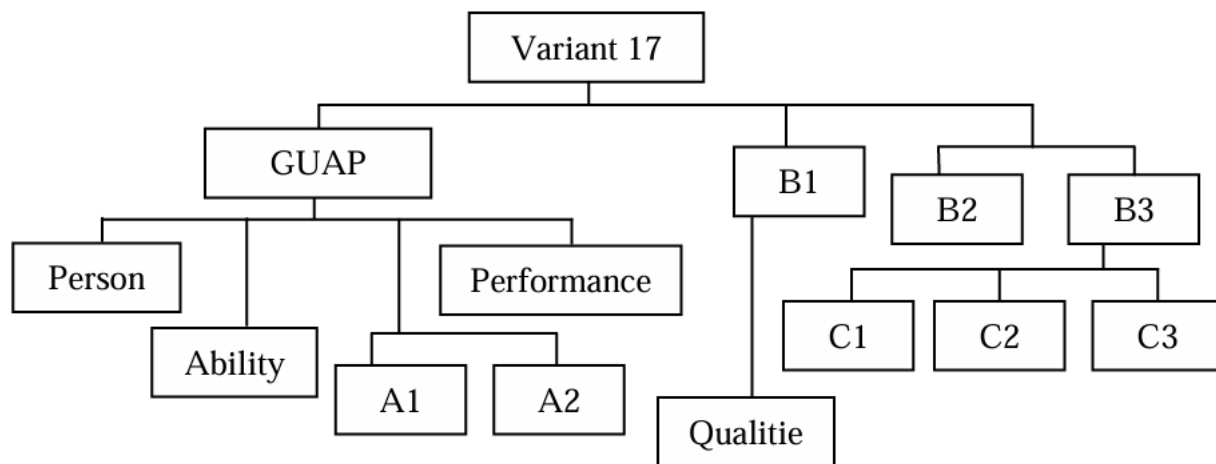 Variant 17
GUAP
B1
B2
B3
Person
Performance
Ability
A1
A2
C1
C2
C3
Qualitie